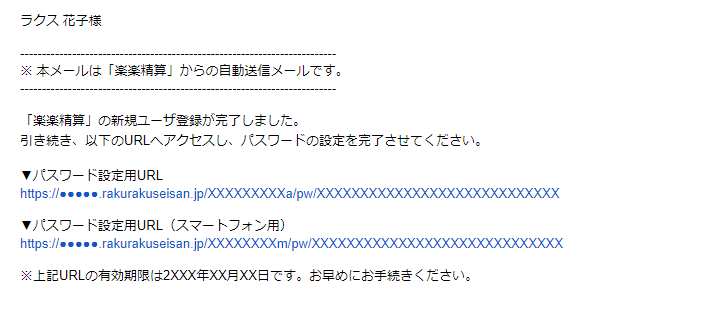 ラクス 花子様
-------------------------------------------------------------------------
※ 本メールは「楽楽精算」からの自動送信メールです。
-------------------------------------------------------------------------
「楽楽精算」の新規ユーザ登録が完了しました。
引き続き、以下のURLへアクセスし、パスワードの設定を完了させてください。
▼パスワード設定用URL
https://●●●●●.rakurakuseisan.jp/XXXXXXXXXa/pw/XXXXXXXXXXXXXXXXXXXXXXXXXXXX
▼パスワード設定用URL（スマートフォン用）
https://●●●●●.rakurakuseisan.jp/XXXXXXXXm/pw/XXXXXXXXXXXXXXXXXXXXXXXXXXXXX
※上記URLの有効期限は2XXX年XX月XX日です。お早めにお手続きください。